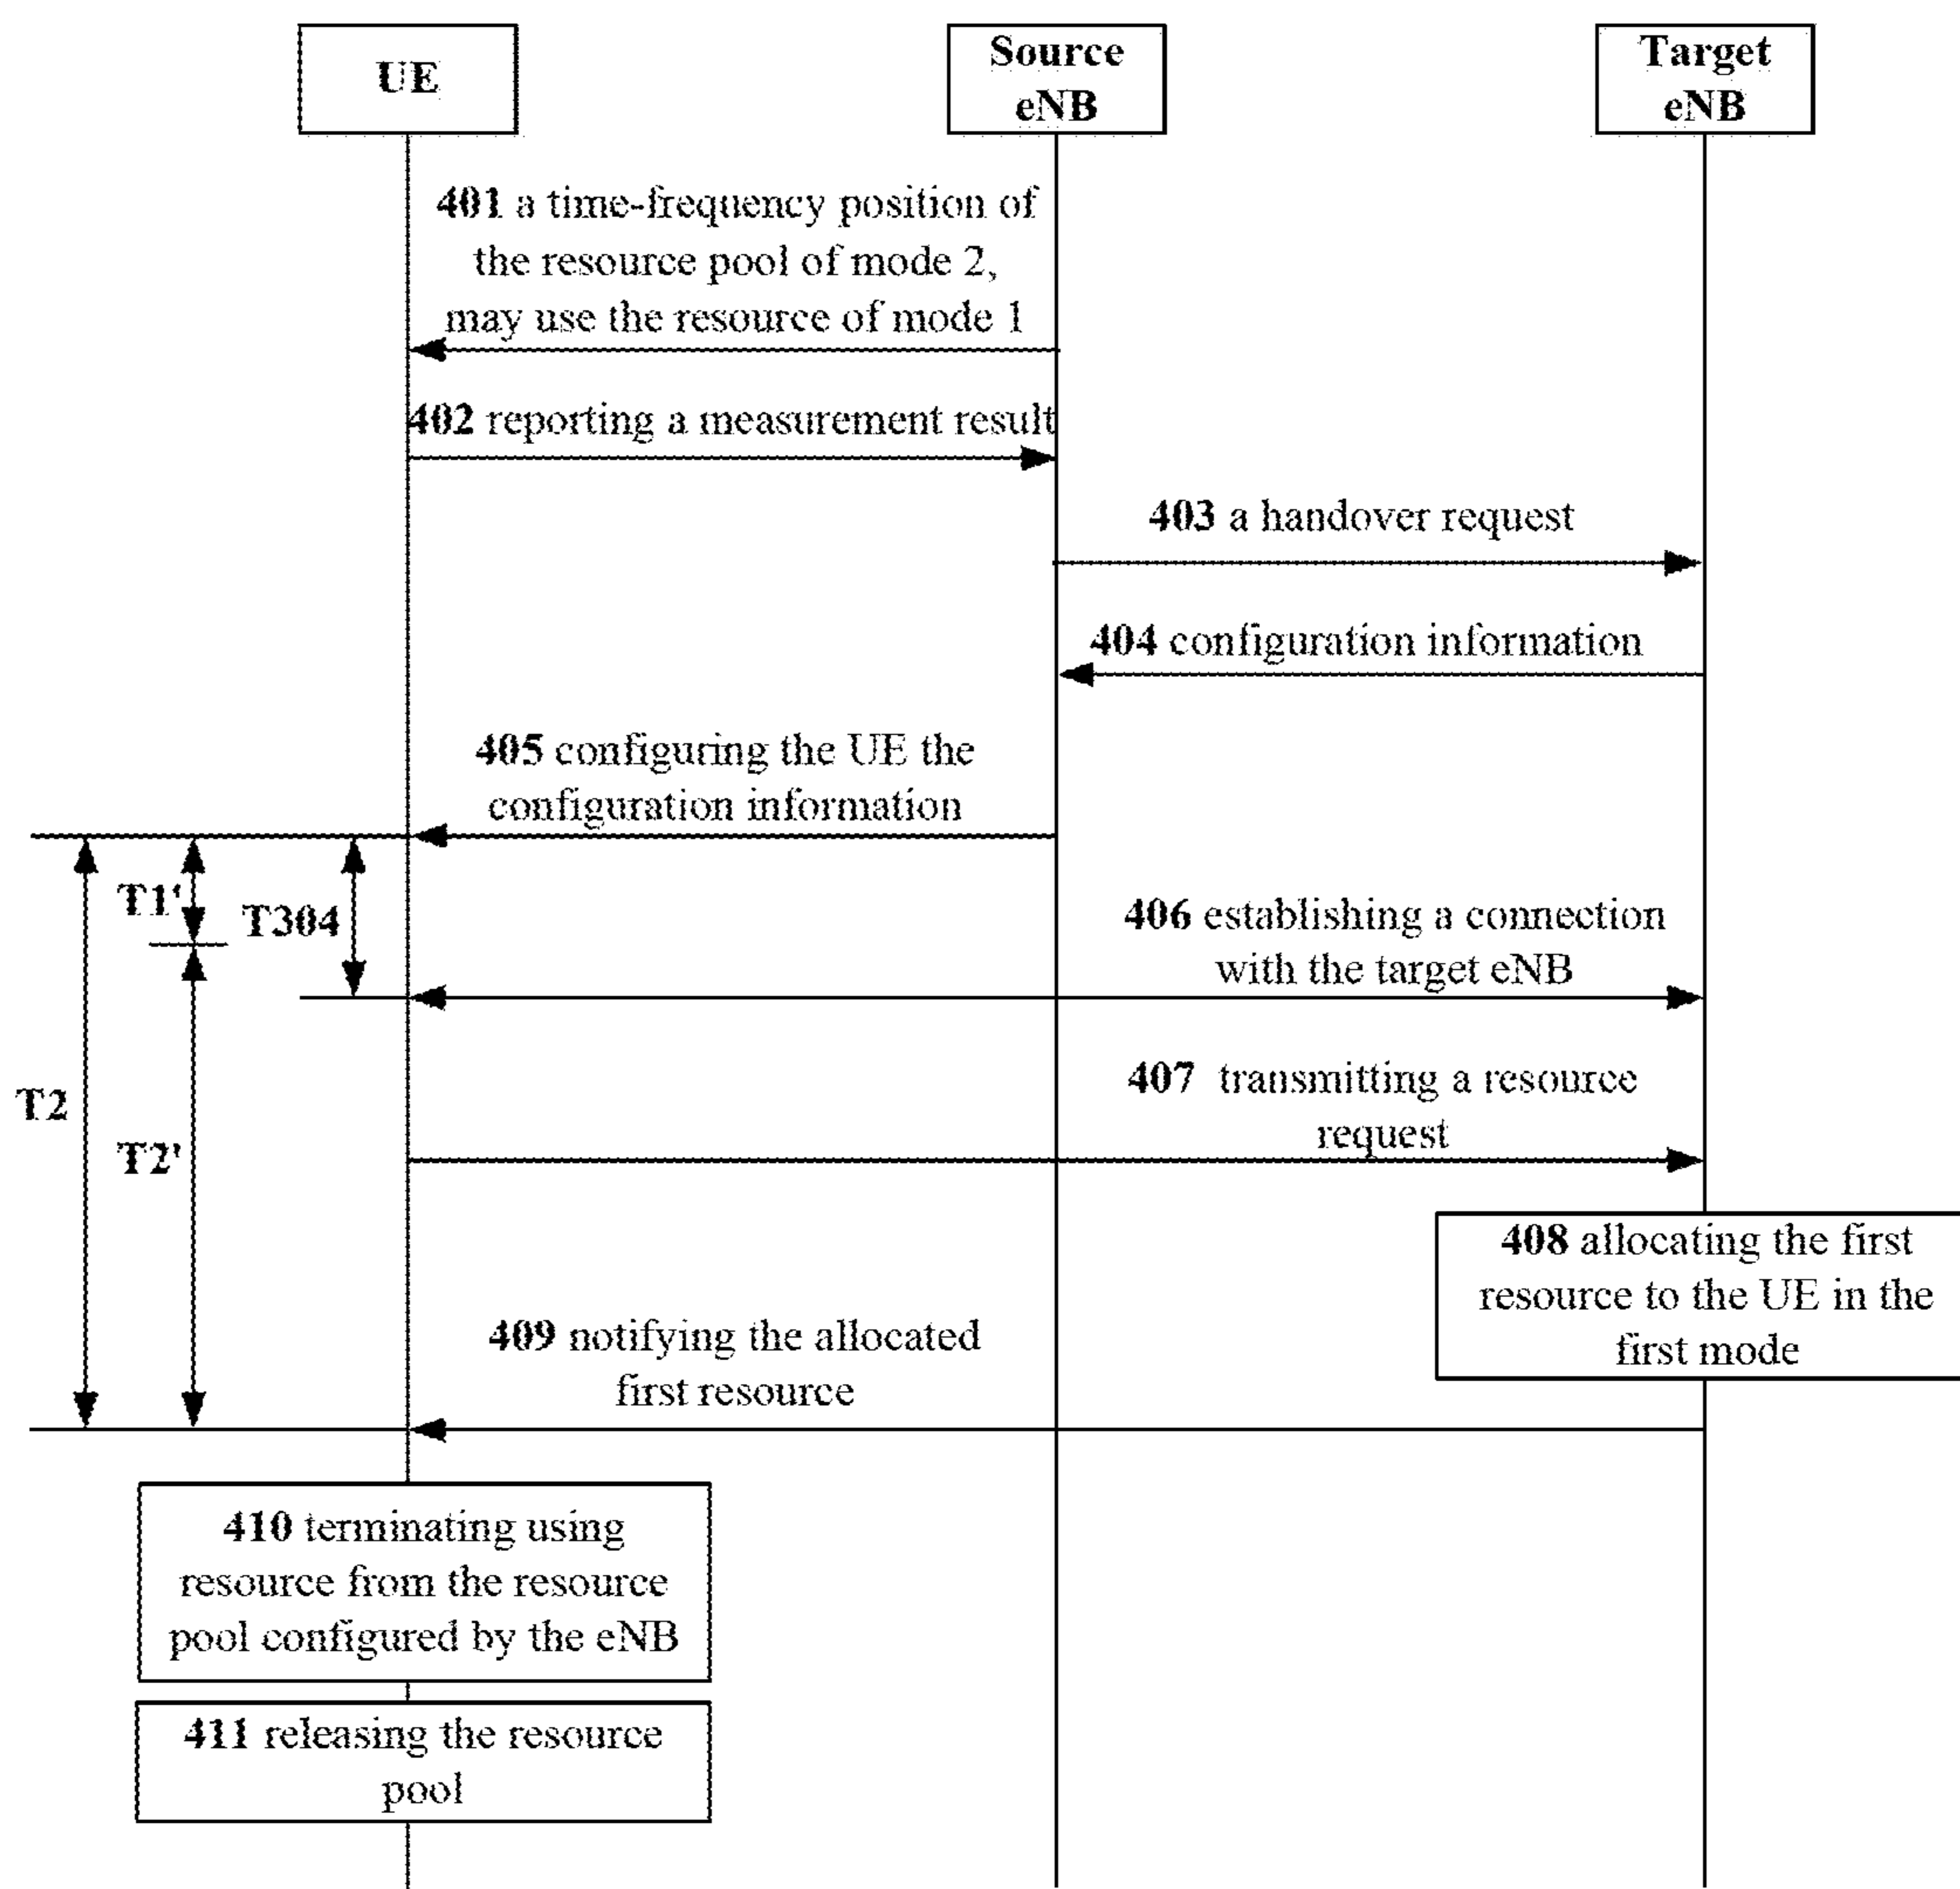 UE
Source
eNB
Target
eNB
401 a time-frequency position of
the resource pool of mode 2,
may use the resource of mode 1
402 reporting a measurement result
403 a handover request
404 configuration information
405 configuring the UE the
configuration information
T1'
T304
406 establishing a connection
with the target eNB
T2
T2'
407 transmitting a resource
request
408 allocating the first
resource to the UE in the
first mode
409 notifying the allocated
first resource
410 terminating using
resource from the resource
pool configured by the eNB
411 releasing the resource
pool